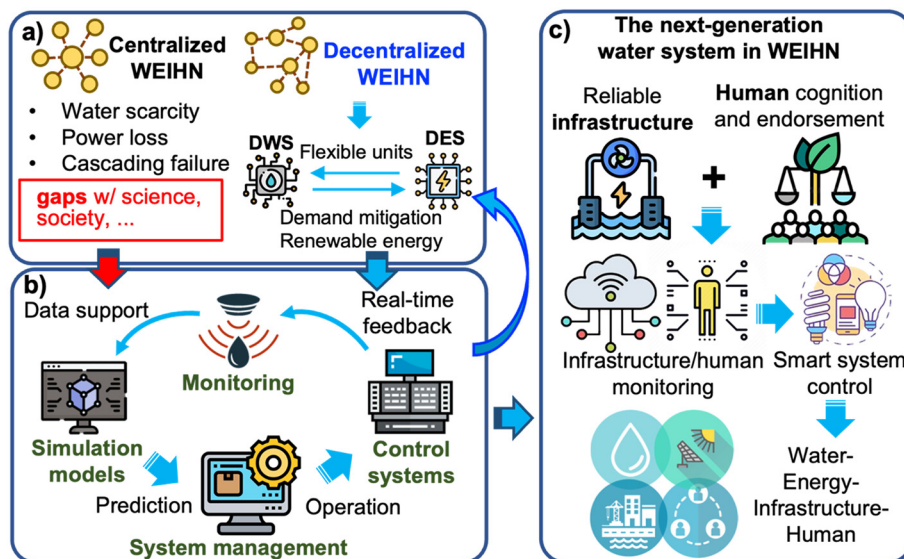 a)
Centralized
WEIHN
Decentralized
WEIHN
• Water scarcity
• Power loss
• Cascading failure
gaps w/ science,
society, ...
DWS
Flexible units
DES
Demand mitigation
Renewable energy
b)
Data support
Real-time
feedback
Monitoring
Simulation
models
Control
systems
Prediction
Operation
System management
c)
The next-generation
water system in WEIHN
Reliable
infrastructure
+
Human cognition
and endorsement
Infrastructure/human
monitoring
Smart system
control
Water-
Energy-
Infrastructure-
Human